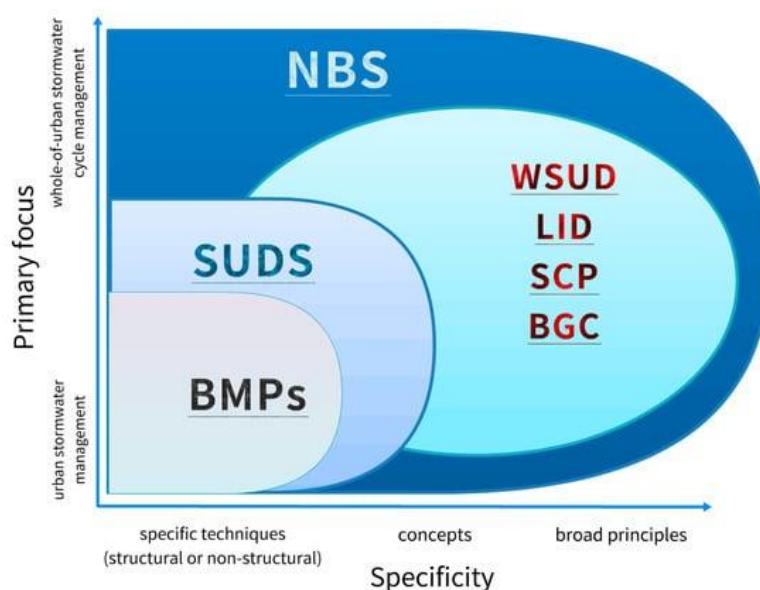 NBS
WSUD
LID
SCP
BGC
SUDS
BMPs
Primary focus
whole-of-urban stormwater
cycle management
urban stormwater
management
specific techniques
(structural or non-structural)
concepts
broad principles
Specificity